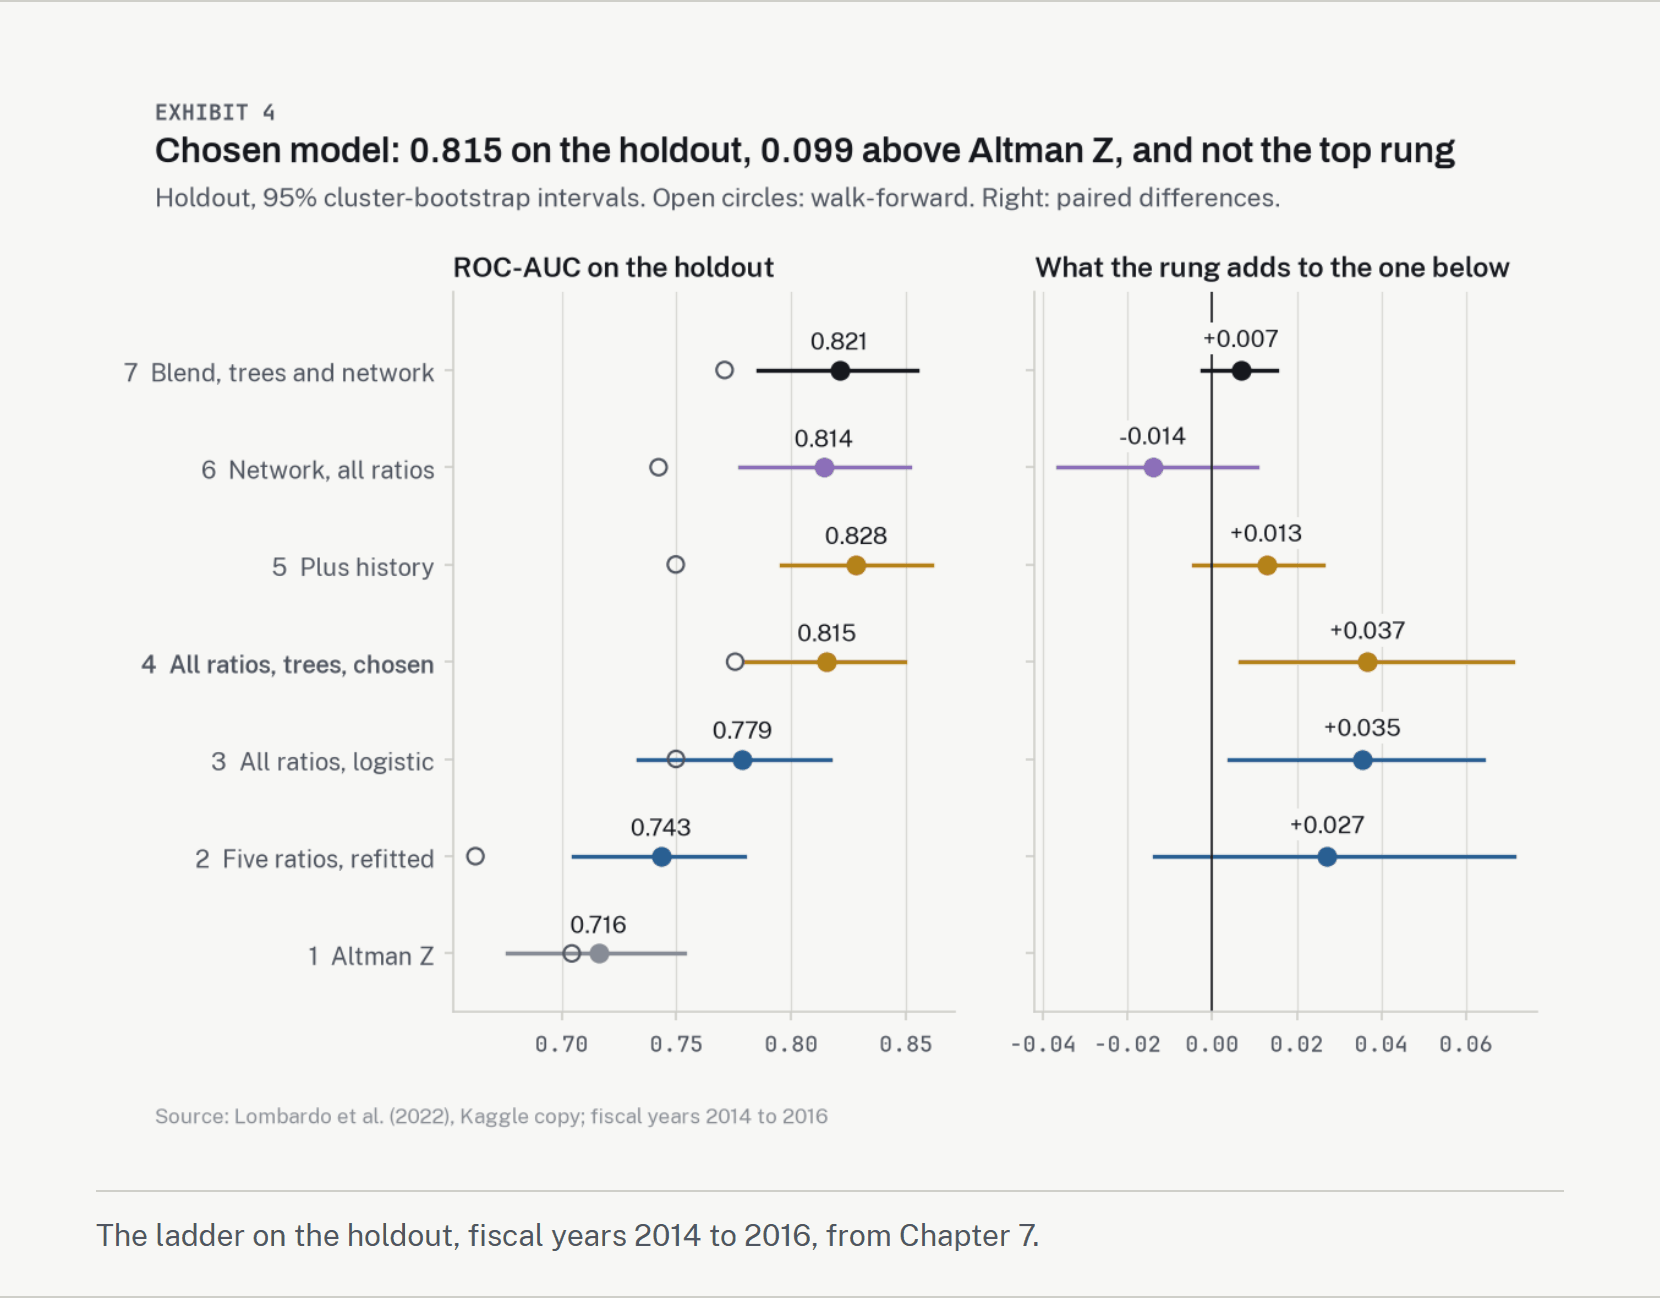 EXHIBIT 4
Chosen model: 0.815 on the holdout, 0.099 above Altman Z, and not the top rung
Holdout, 95% cluster-bootstrap intervals. Open circles: walk-forward. Right: paired differences.
ROC-AUC on the holdout
What the rung adds to the one below
0.821
+0.007
7 Blend, trees and network
0.814
-0.014
6 Network, all ratios
0.828
+0.013
5 Plus history
0.815
+0.037
4 All ratios, trees, chosen
0.779
+0.035
3 All ratios, logistic
0.743
+0.027
2 Five ratios, refitted
0.716
1 Altman Z
0.70 0.75 0.80 0.85
-0.04 -0.02 0.00 0.02 0.04 0.06
Source: Lombardo et al. (2022), Kaggle copy; fiscal years 2014 to 2016
The ladder on the holdout, fiscal years 2014 to 2016, from Chapter 7.